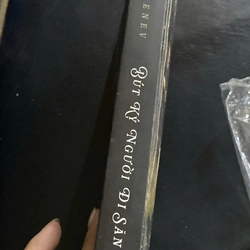 ENEV
BÚT KÝ NGƯỜI ĐI SĂN